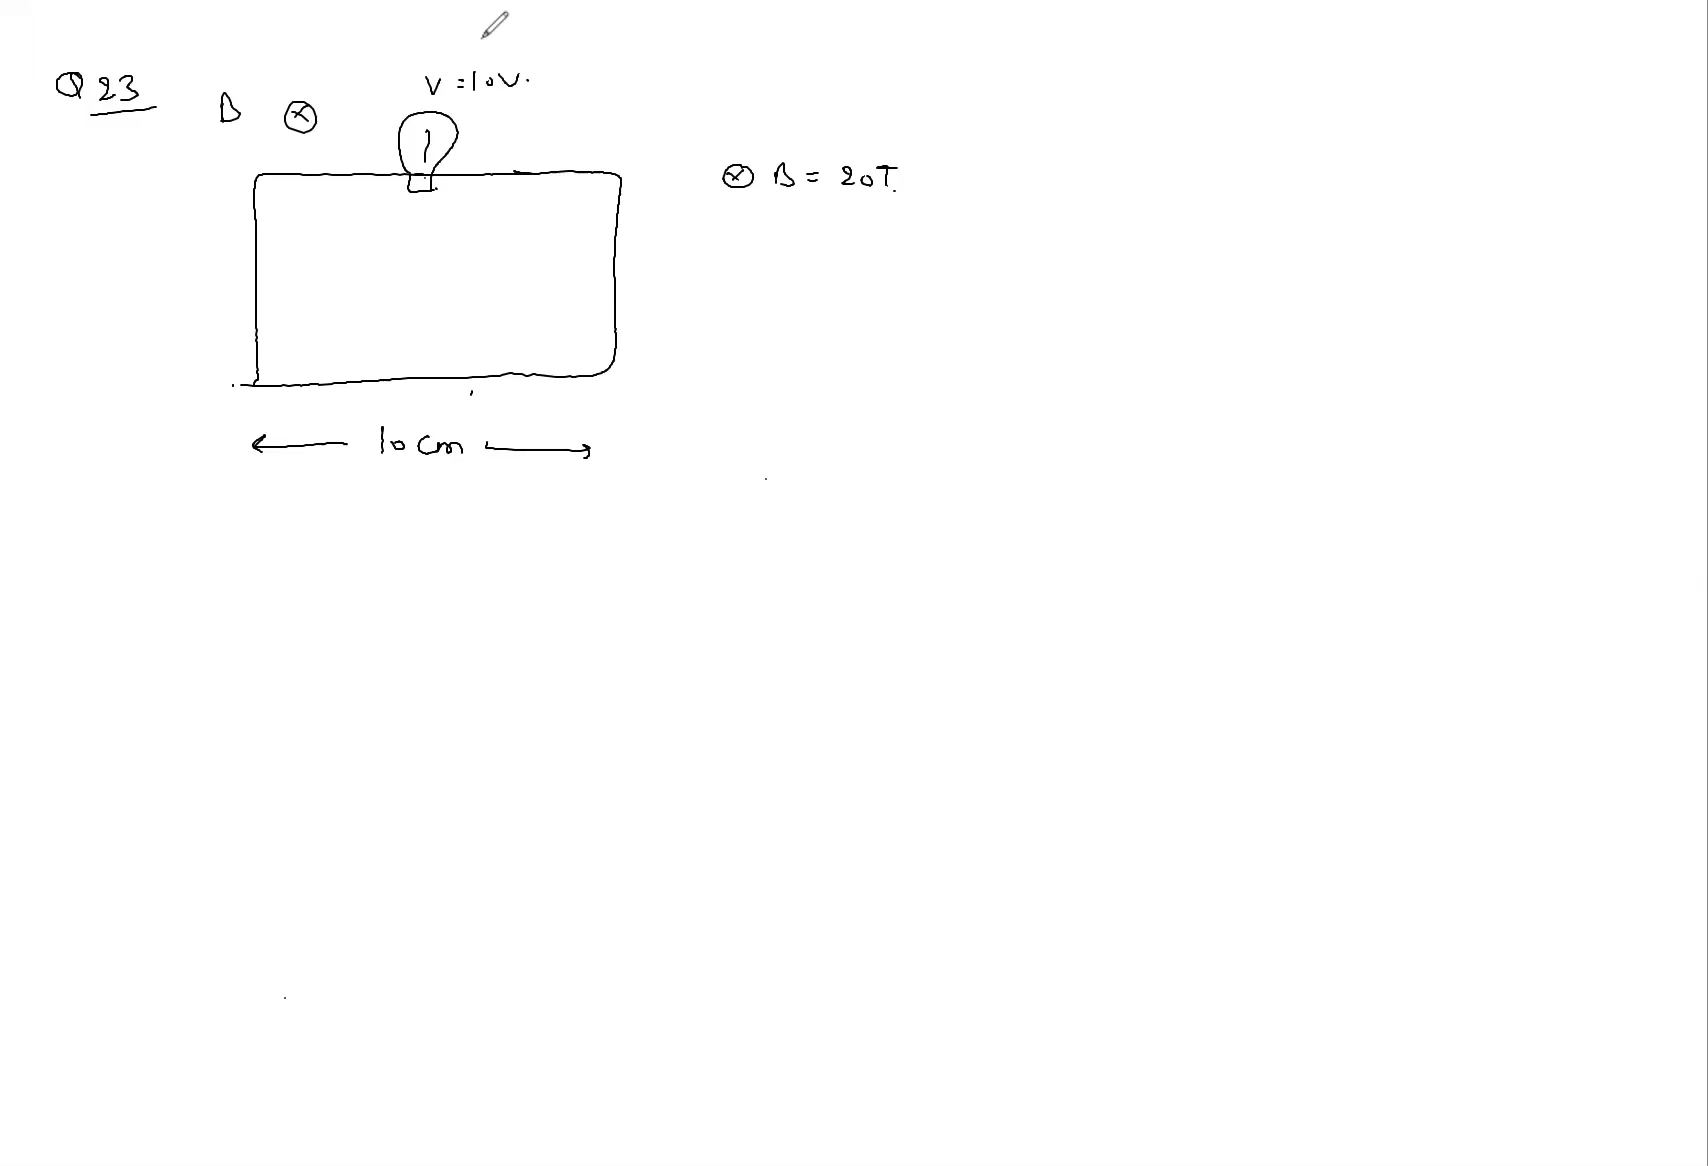 Q 23
V = 10V.
B ⊗
⊗ B = 20T.
10 cm